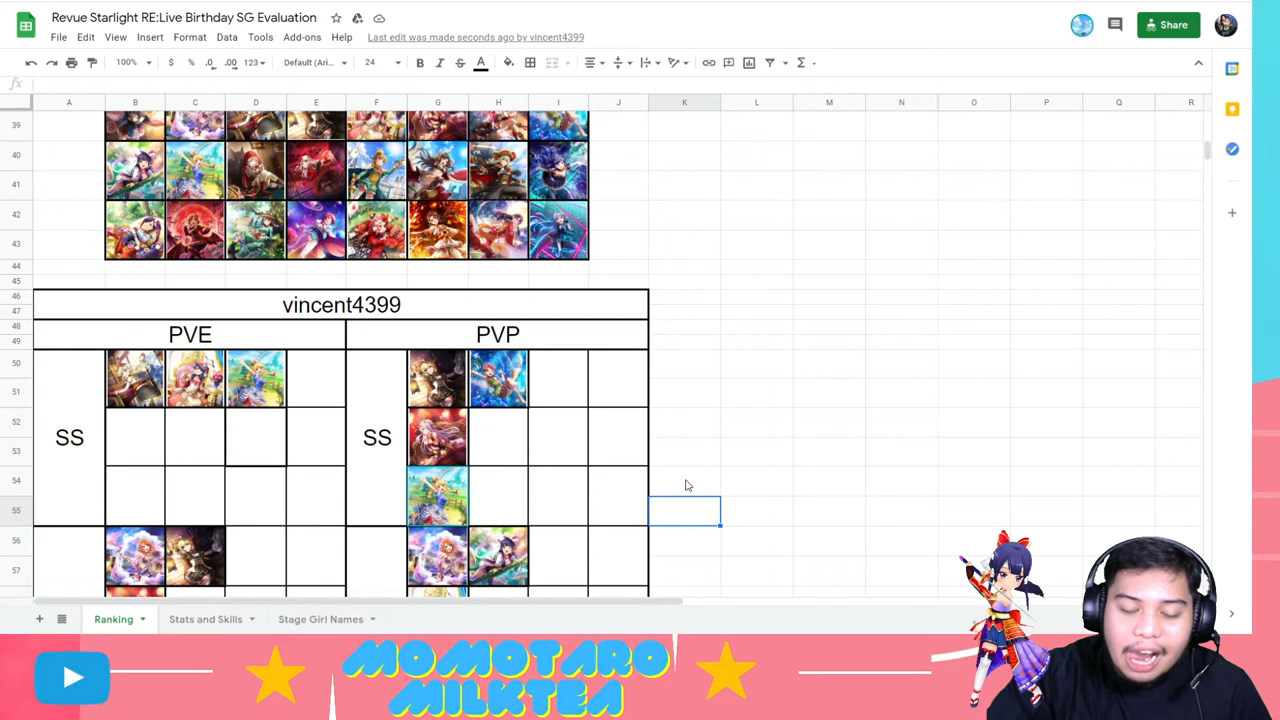 Revue Starlight RE:Live Birthday SG Evaluation
File Edit View Insert Format Data Tools Add-ons Help Last edit was made seconds ago by vincent4399
Share
100% $ % .0 .00 123 Default (Ari... 24 B I S A
fx
A B C D E F G H I J K L M N O P Q R
39
40
41
42
43
44
45
46
47
48
49
50
51
52
53
54
55
56
57
vincent4399
PVE PVP
SS SS
Ranking Stats and Skills Stage Girl Names
MOMOTARO
MILKTEA